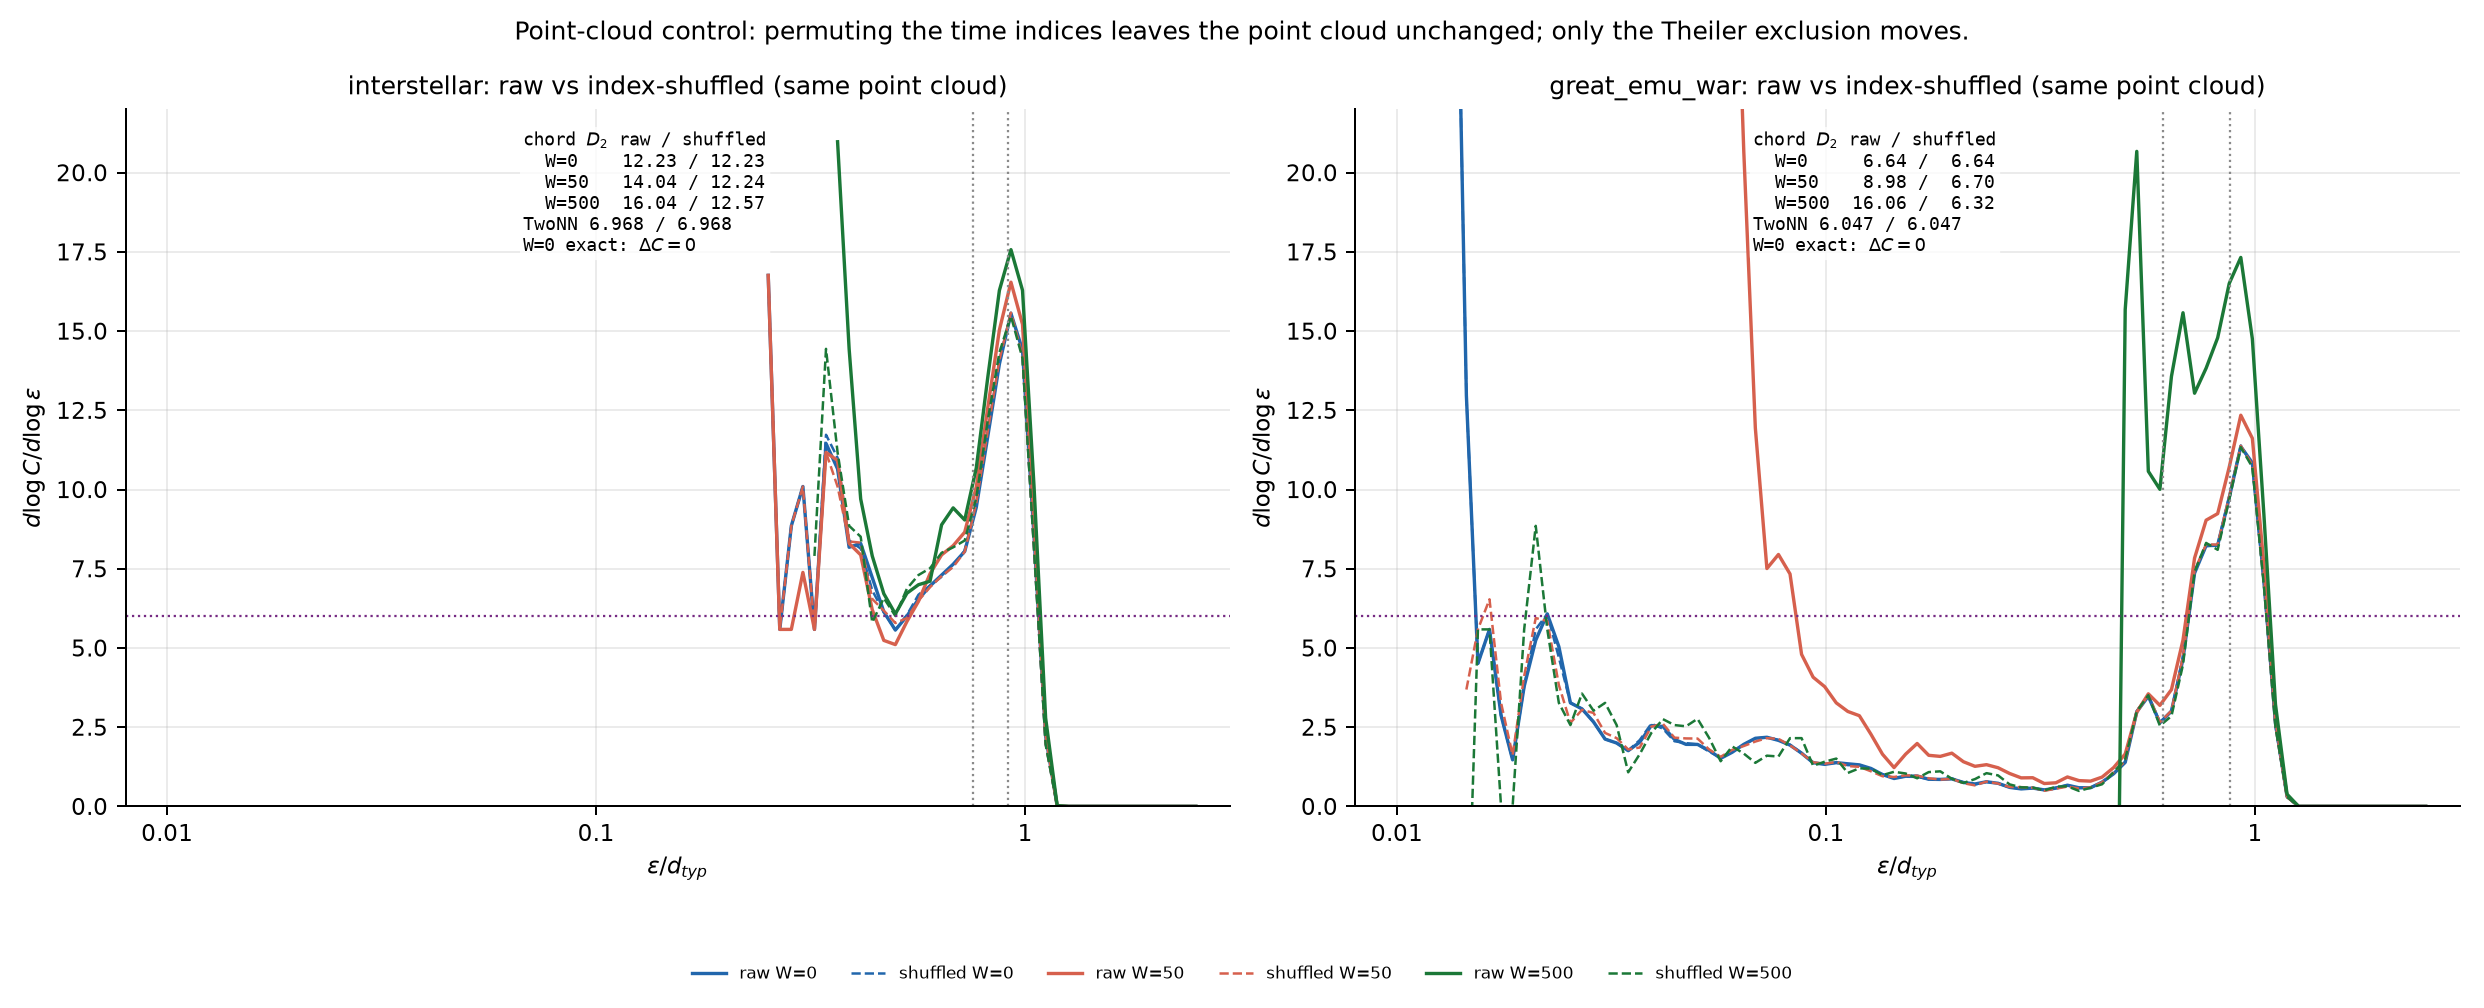 Point-cloud control: permuting the time indices leaves the point cloud unchanged; only the Theiler exclusion moves.
interstellar: raw vs index-shuffled (same point cloud)
chord D₂ raw / shuffled
W=0 12.23 / 12.23
W=50 14.04 / 12.24
W=500 16.04 / 12.57
TwoNN 6.968 / 6.968
W=0 exact: ΔC = 0
20.0
17.5
15.0
12.5
10.0
7.5
5.0
2.5
0.0
d log C/d log ε
0.01
0.1
1
ε/d_typ
great_emu_war: raw vs index-shuffled (same point cloud)
chord D₂ raw / shuffled
W=0 6.64 / 6.64
W=50 8.98 / 6.70
W=500 16.06 / 6.32
TwoNN 6.047 / 6.047
W=0 exact: ΔC = 0
20.0
17.5
15.0
12.5
10.0
7.5
5.0
2.5
0.0
d log C/d log ε
0.01
0.1
1
ε/d_typ
raw W=0
shuffled W=0
raw W=50
shuffled W=50
raw W=500
shuffled W=500